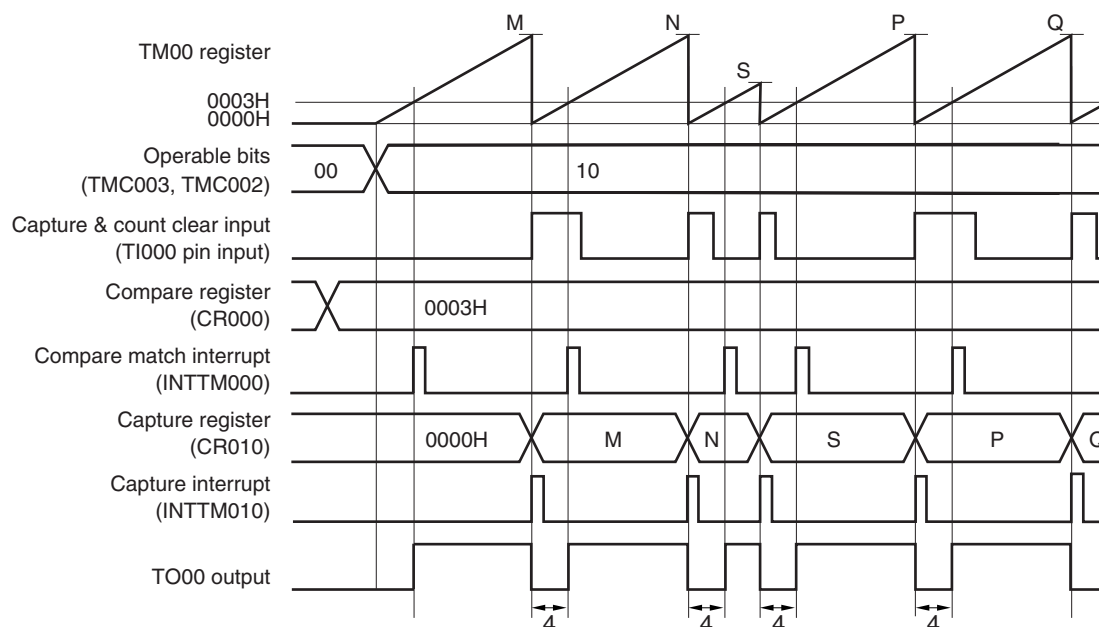 M N S P Q
TM00 register
0003H
0000H
Operable bits
(TMC003, TMC002)
00 10
Capture & count clear input
(TI000 pin input)
Compare register
(CR000)
0003H
Compare match interrupt
(INTTM000)
Capture register
(CR010)
0000H M N S P Q
Capture interrupt
(INTTM010)
TO00 output
4 4 4 4